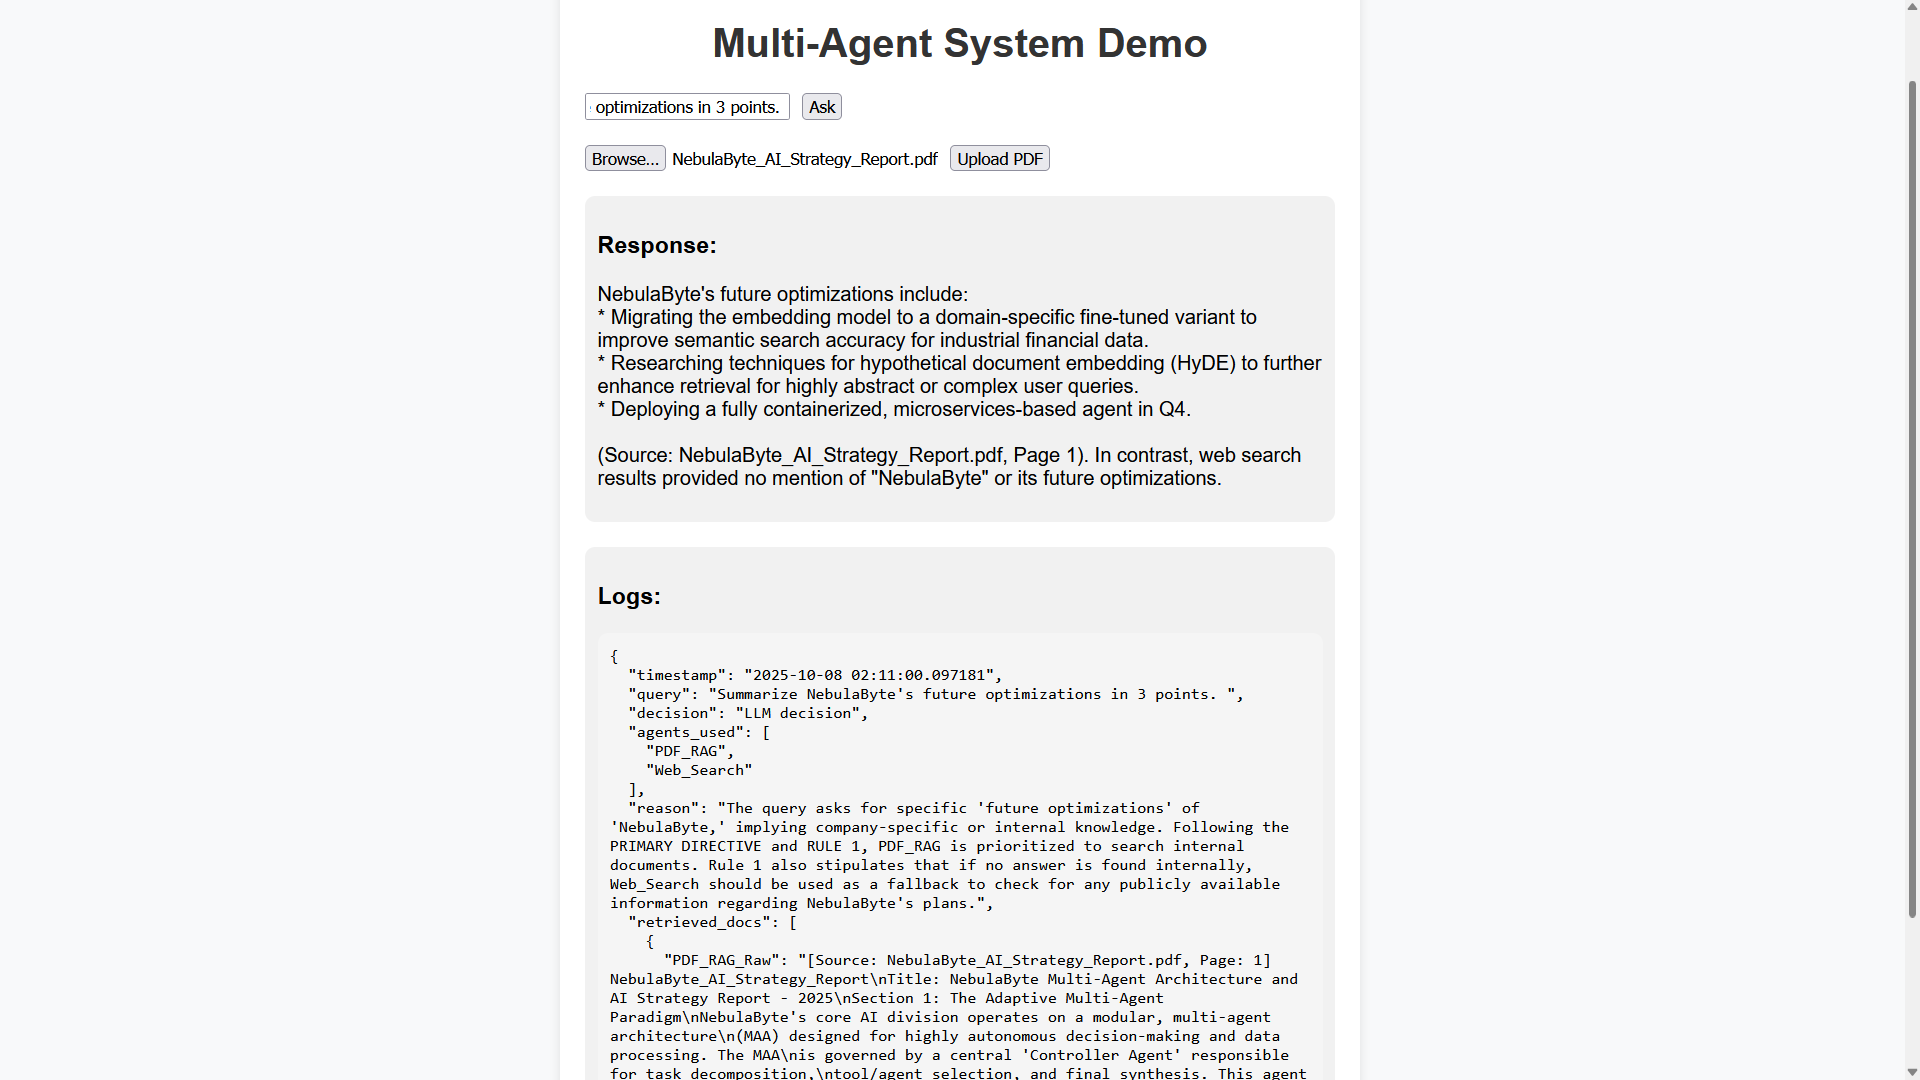 Multi-Agent System Demo
optimizations in 3 points.
Ask
Browse... NebulaByte_AI_Strategy_Report.pdf
Upload PDF
Response:
NebulaByte's future optimizations include:
* Migrating the embedding model to a domain-specific fine-tuned variant to
improve semantic search accuracy for industrial financial data.
* Researching techniques for hypothetical document embedding (HyDE) to further
enhance retrieval for highly abstract or complex user queries.
* Deploying a fully containerized, microservices-based agent in Q4.
(Source: NebulaByte_AI_Strategy_Report.pdf, Page 1). In contrast, web search
results provided no mention of "NebulaByte" or its future optimizations.
Logs:
{
"timestamp": "2025-10-08 02:11:00.097181",
"query": "Summarize NebulaByte's future optimizations in 3 points. ",
"decision": "LLM decision",
"agents_used": [
"PDF_RAG",
"Web_Search"
],
"reason": "The query asks for specific 'future optimizations' of
'NebulaByte,' implying company-specific or internal knowledge. Following the
PRIMARY DIRECTIVE and RULE 1, PDF_RAG is prioritized to search internal
documents. Rule 1 also stipulates that if no answer is found internally,
Web_Search should be used as a fallback to check for any publicly available
information regarding NebulaByte's plans.",
"retrieved_docs": [
{
"PDF_RAG_Raw": "[Source: NebulaByte_AI_Strategy_Report.pdf, Page: 1]
NebulaByte_AI_Strategy_Report\nTitle: NebulaByte Multi-Agent Architecture and
AI Strategy Report - 2025\nSection 1: The Adaptive Multi-Agent
Paradigm\nNebulaByte's core AI division operates on a modular, multi-agent
architecture\n(MAA) designed for highly autonomous decision-making and data
processing. The MAA\nis governed by a central 'Controller Agent' responsible
for task decomposition,\ntool/agent selection, and final synthesis. This agent